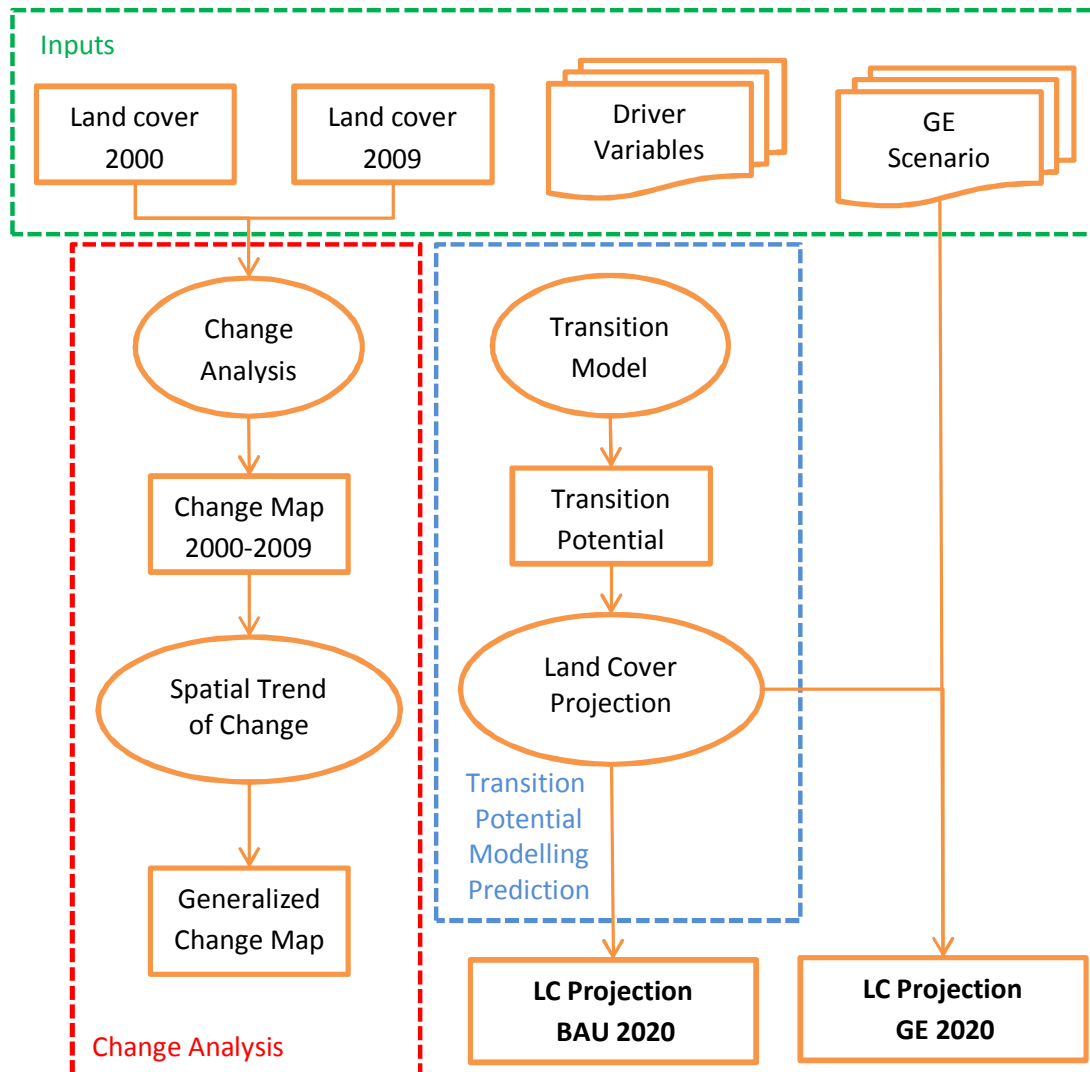 Inputs
Land cover
2000
Land cover
2009
Driver
Variables
GE
Scenario
Change
Analysis
Transition
Model
Change Map
2000-2009
Transition
Potential
Spatial Trend
of Change
Land Cover
Projection
Transition
Potential
Modelling
Prediction
Generalized
Change Map
LC Projection
BAU 2020
LC Projection
GE 2020
Change Analysis